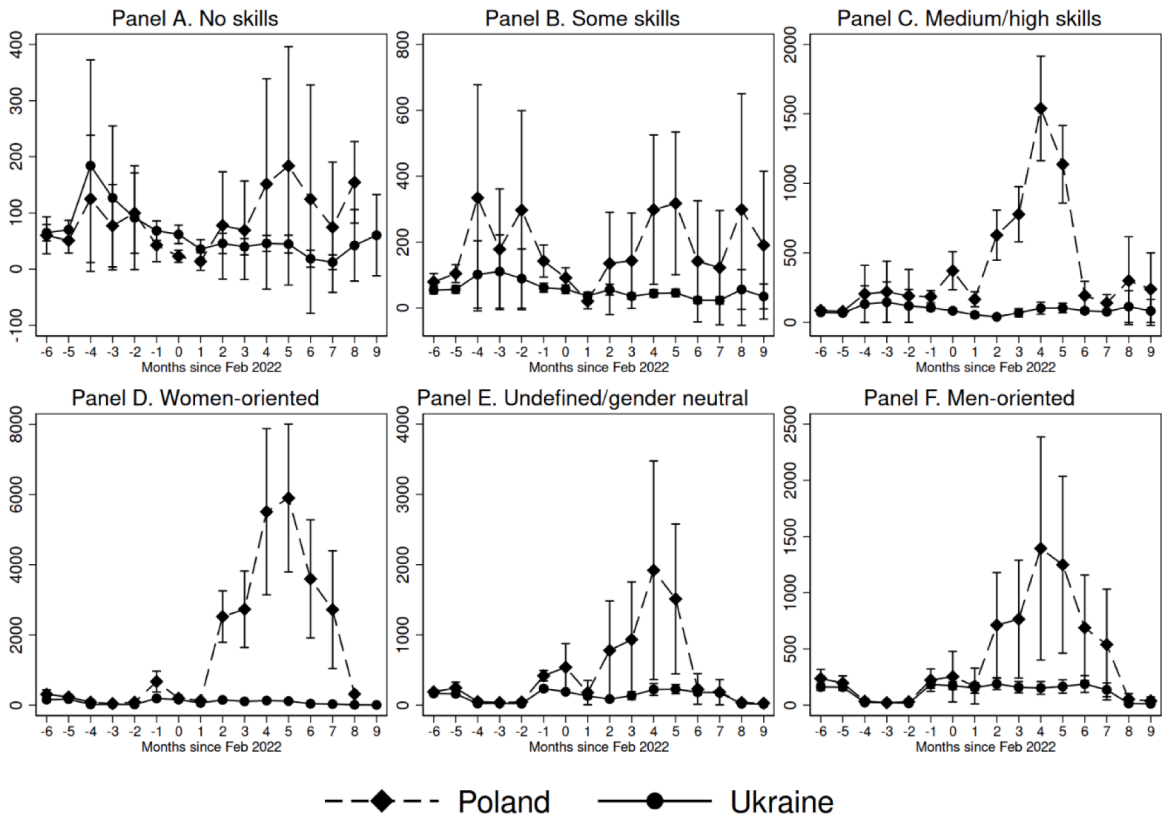 Panel A. No skills
400
300
200
100
0
-100
-6 -5 -4 -3 -2 -1 0 1 2 3 4 5 6 7 8 9
Months since Feb 2022
Panel B. Some skills
800
600
400
200
0
-6 -5 -4 -3 -2 -1 0 1 2 3 4 5 6 7 8 9
Months since Feb 2022
Panel C. Medium/high skills
2000
1500
1000
500
0
-6 -5 -4 -3 -2 -1 0 1 2 3 4 5 6 7 8 9
Months since Feb 2022
Panel D. Women-oriented
8000
6000
4000
2000
0
-6 -5 -4 -3 -2 -1 0 1 2 3 4 5 6 7 8 9
Months since Feb 2022
Panel E. Undefined/gender neutral
4000
3000
2000
1000
0
-6 -5 -4 -3 -2 -1 0 1 2 3 4 5 6 7 8 9
Months since Feb 2022
Panel F. Men-oriented
2500
2000
1500
1000
500
0
-6 -5 -4 -3 -2 -1 0 1 2 3 4 5 6 7 8 9
Months since Feb 2022
Poland Ukraine